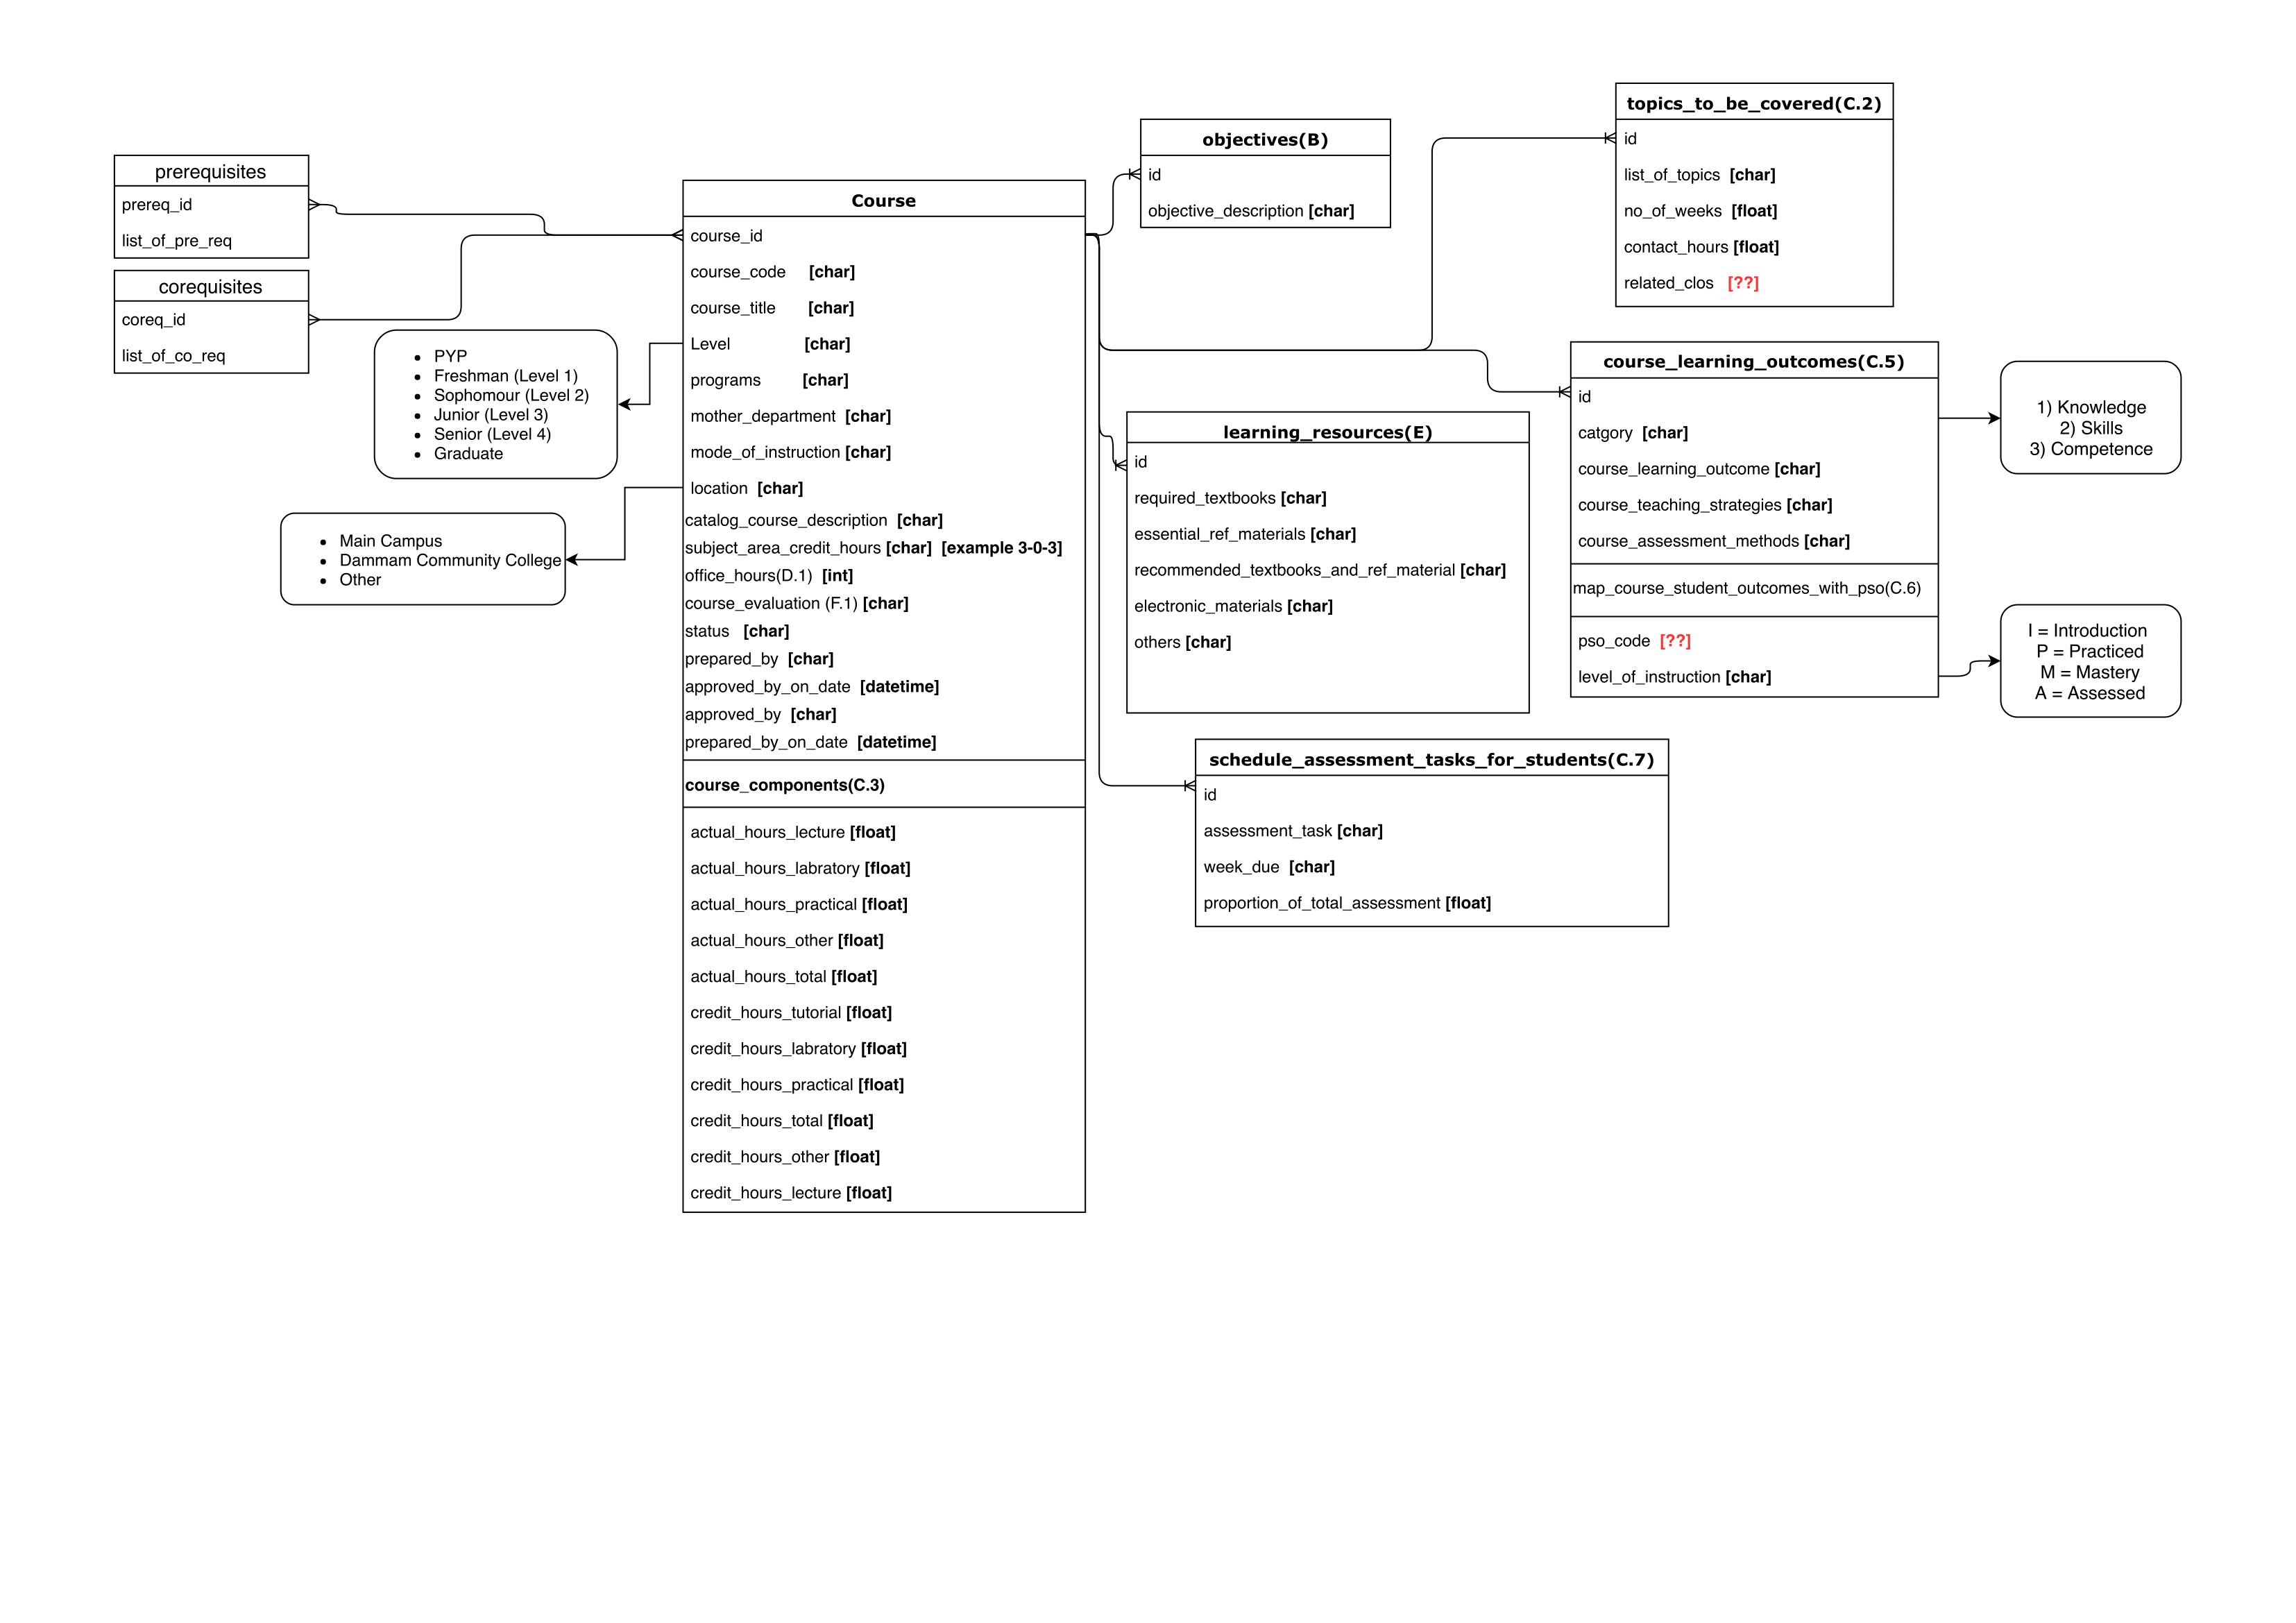 prerequisites
prereq_id
list_of_pre_req
corequisites
coreq_id
list_of_co_req
PYP
Freshman (Level 1)
Sophomour (Level 2)
Junior (Level 3)
Senior (Level 4)
Graduate
Main Campus
Dammam Community College
Other
Course
course_id
course_code [char]
course_title [char]
Level [char]
programs [char]
mother_department [char]
mode_of_instruction [char]
location [char]
catalog_course_description [char]
subject_area_credit_hours [char] [example 3-0-3]
office_hours(D.1) [int]
course_evaluation (F.1) [char]
status [char]
prepared_by [char]
approved_by_on_date [datetime]
approved_by [char]
prepared_by_on_date [datetime]
course_components(C.3)
actual_hours_lecture [float]
actual_hours_labratory [float]
actual_hours_practical [float]
actual_hours_other [float]
actual_hours_total [float]
credit_hours_tutorial [float]
credit_hours_labratory [float]
credit_hours_practical [float]
credit_hours_total [float]
credit_hours_other [float]
credit_hours_lecture [float]
objectives(B)
id
objective_description [char]
topics_to_be_covered(C.2)
id
list_of_topics [char]
no_of_weeks [float]
contact_hours [float]
related_clos [??]
learning_resources(E)
id
required_textbooks [char]
essential_ref_materials [char]
recommended_textbooks_and_ref_material [char]
electronic_materials [char]
others [char]
course_learning_outcomes(C.5)
id
catgory [char]
course_learning_outcome [char]
course_teaching_strategies [char]
course_assessment_methods [char]
map_course_student_outcomes_with_pso(C.6)
pso_code [??]
level_of_instruction [char]
1) Knowledge
2) Skills
3) Competence
I = Introduction
P = Practiced
M = Mastery
A = Assessed
schedule_assessment_tasks_for_students(C.7)
id
assessment_task [char]
week_due [char]
proportion_of_total_assessment [float]